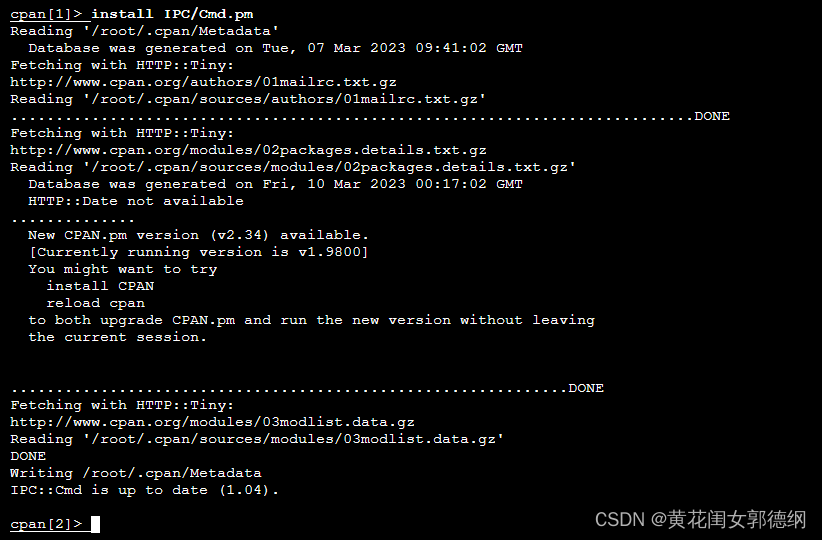 cpan[1]> install IPC/Cmd.pm
Reading '/root/.cpan/Metadata'
  Database was generated on Tue, 07 Mar 2023 09:41:02 GMT
Fetching with HTTP::Tiny:
http://www.cpan.org/authors/01mailrc.txt.gz
Reading '/root/.cpan/sources/authors/01mailrc.txt.gz'
............................................................................DONE
Fetching with HTTP::Tiny:
http://www.cpan.org/modules/02packages.details.txt.gz
Reading '/root/.cpan/sources/modules/02packages.details.txt.gz'
  Database was generated on Fri, 10 Mar 2023 00:17:02 GMT
  HTTP::Date not available
..............
  New CPAN.pm version (v2.34) available.
  [Currently running version is v1.9800]
  You might want to try
    install CPAN
    reload cpan
  to both upgrade CPAN.pm and run the new version without leaving
  the current session.
..............................................................DONE
Fetching with HTTP::Tiny:
http://www.cpan.org/modules/03modlist.data.gz
Reading '/root/.cpan/sources/modules/03modlist.data.gz'
DONE
Writing /root/.cpan/Metadata
IPC::Cmd is up to date (1.04).
cpan[2]>
CSDN @黄花闺女郭德纲